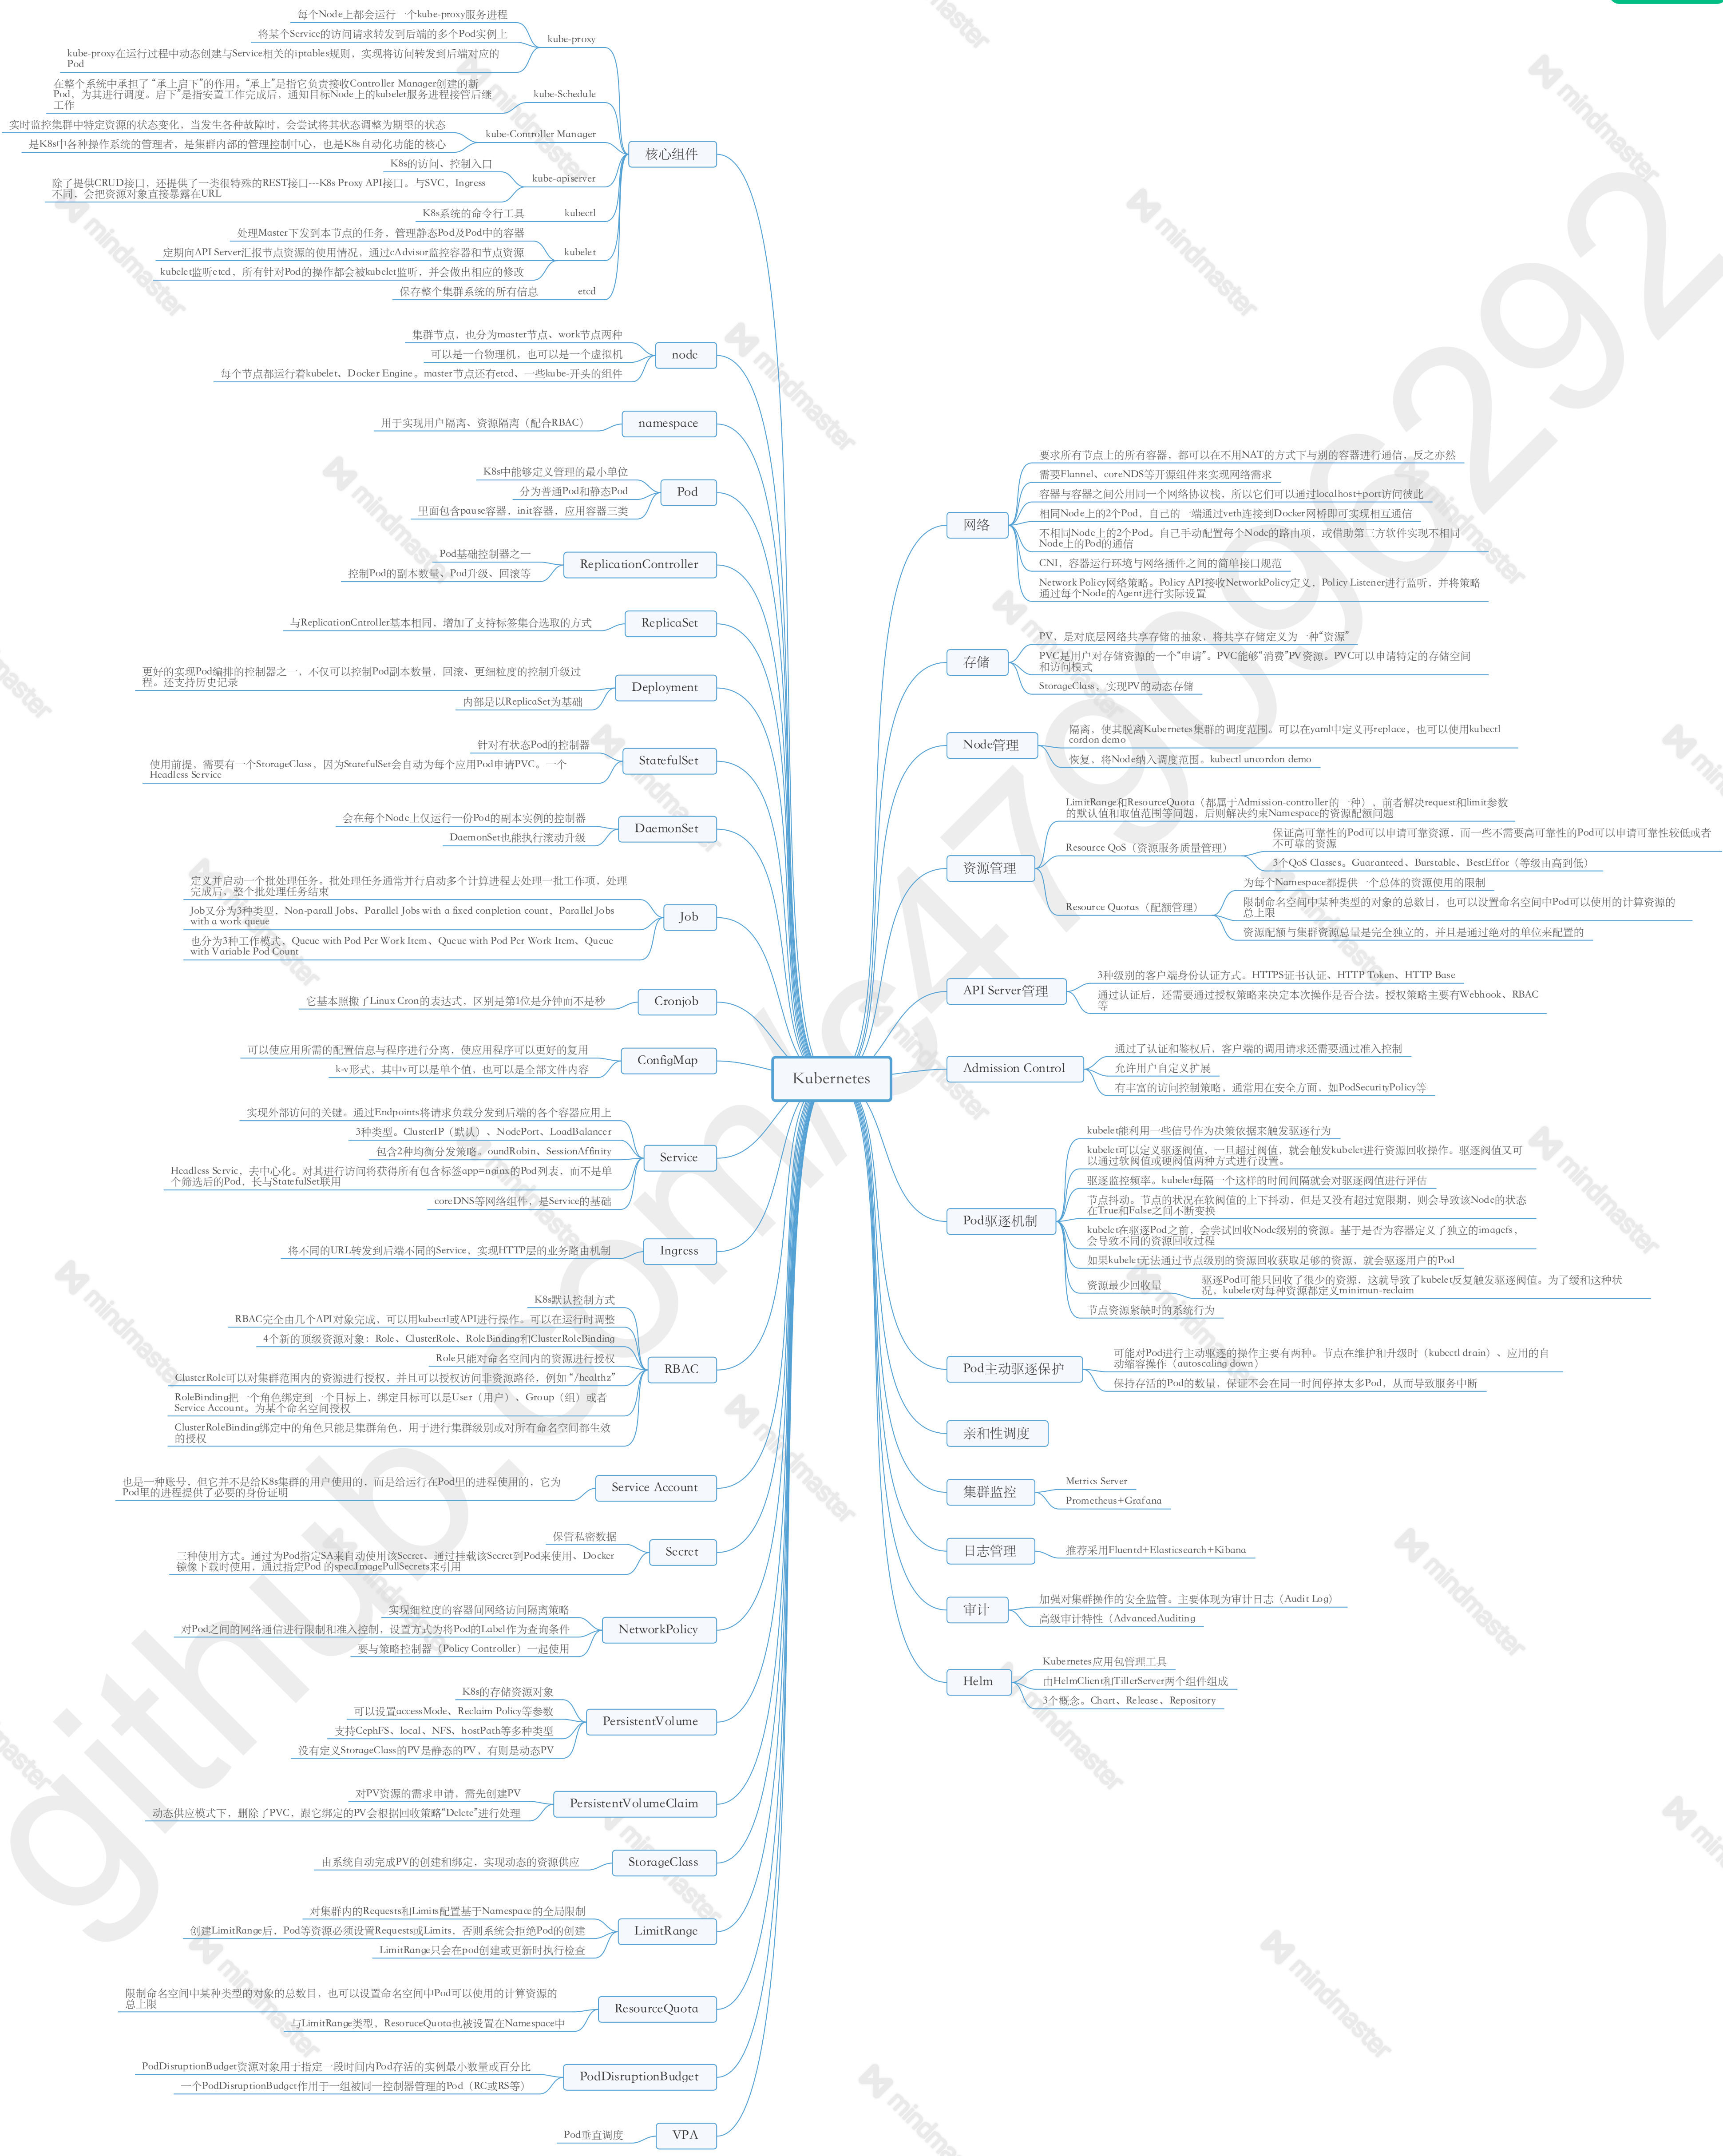 Kubernetes
核心组件
kube-proxy
每个Node上都会运行一个kube-proxy服务进程
将某个Service的访问请求转发到后端的多个Pod实例上
kube-proxy在运行过程中动态创建与Service相关的iptables规则，实现将访问转发到后端对应的
Pod
kube-Schedule
在整个系统中承担了 “承上启下”的作用。“承上”是指它负责接收Controller Manager创建的新
Pod，为其进行调度。启下”是指安置工作完成后，通知目标Node上的kubelet服务进程接管后继
工作
kube-Controller Manager
实时监控集群中特定资源的状态变化，当发生各种故障时，会尝试将其状态调整为期望的状态
是K8s中各种操作系统的管理者，是集群内部的管理控制中心，也是K8s自动化功能的核心
kube-apiserver
K8s的访问、控制入口
除了提供CRUD接口，还提供了一类很特殊的REST接口---K8s Proxy API接口。与SVC，Ingress
不同，会把资源对象直接暴露在URL
kubectl
K8s系统的命令行工具
kubelet
处理Master下发到本节点的任务，管理静态Pod及Pod中的容器
定期向API Server汇报节点资源的使用情况，通过cAdvisor监控容器和节点资源
kubelet监听etcd，所有针对Pod的操作都会被kubelet监听，并会做出相应的修改
etcd
保存整个集群系统的所有信息
node
集群节点，也分为master节点、work节点两种
可以是一台物理机，也可以是一个虚拟机
每个节点都运行着kubelet、Docker Engine。master节点还有etcd、一些kube-开头的组件
namespace
用于实现用户隔离、资源隔离（配合RBAC）
Pod
K8s中能够定义管理的最小单位
分为普通Pod和静态Pod
里面包含pause容器，init容器，应用容器三类
ReplicationController
Pod基础控制器之一
控制Pod的副本数量、Pod升级、回滚等
ReplicaSet
与ReplicationCntroller基本相同，增加了支持标签集合选取的方式
Deployment
更好的实现Pod编排的控制器之一，不仅可以控制Pod副本数量，回滚、更细粒度的控制升级过
程。还支持历史记录
内部是以ReplicaSet为基础
StatefulSet
针对有状态Pod的控制器
使用前提，需要有一个StorageClass，因为StatefulSet会自动为每个应用Pod申请PVC。一个
Headless Service
DaemonSet
会在每个Node上仅运行一份Pod的副本实例的控制器
DaemonSet也能执行滚动升级
Job
定义并启动一个批处理任务。批处理任务通常并行启动多个计算进程去处理一批工作项，处理
完成后，整个批处理任务结束
Job又分为3种类型，Non-parall Jobs、Parallel Jobs with a fixed conpletion count，Parallel Jobs
with a work queue
也分为3种工作模式，Queue with Pod Per Work Item、Queue with Pod Per Work Item、Queue
with Variable Pod Count
Cronjob
它基本照搬了Linux Cron的表达式，区别是第1位是分钟而不是秒
ConfigMap
可以使应用所需的配置信息与程序进行分离，使应用程序可以更好的复用
k-v形式，其中v可以是单个值，也可以是全部文件内容
Service
实现外部访问的关键。通过Endpoints将请求负载分发到后端的各个容器应用上
3种类型。ClusterIP（默认）、NodePort、LoadBalancer
包含2种均衡分发策略。oundRobin、SessionAffinity
Headless Servic，去中心化。对其进行访问将获得所有包含标签app=nginx的Pod列表，而不是单
个筛选后的Pod，长与StatefulSet联用
coreDNS等网络组件，是Service的基础
Ingress
将不同的URL转发到后端不同的Service，实现HTTP层的业务路由机制
RBAC
K8s默认控制方式
RBAC完全由几个API对象完成，可以用kubectl或API进行操作。可以在运行时调整
4个新的顶级资源对象：Role、ClusterRole、RoleBinding和ClusterRoleBinding
Role只能对命名空间内的资源进行授权
ClusterRole可以对集群范围内的资源进行授权，并且可以授权访问非资源路径，例如 “/healthz”
RoleBinding把一个角色绑定到一个目标上，绑定目标可以是User（用户）、Group（组）或者
Service Account。为某个命名空间授权
ClusterRoleBinding绑定中的角色只能是集群角色，用于进行集群级别或对所有命名空间都生效
的授权
Service Account
也是一种账号，但它并不是给K8s集群的用户使用的，而是给运行在Pod里的进程使用的，它为
Pod里的进程提供了必要的身份证明
Secret
保管私密数据
三种使用方式。通过为Pod指定SA来自动使用该Secret、通过挂载该Secret到Pod来使用、Docker
镜像下载时使用，通过指定Pod 的spec.ImagePullSecrets来引用
NetworkPolicy
实现细粒度的容器间网络访问隔离策略
对Pod之间的网络通信进行限制和准入控制，设置方式为将Pod的Label作为查询条件
要与策略控制器（Policy Controller）一起使用
PersistentVolume
K8s的存储资源对象
可以设置accessMode、Reclaim Policy等参数
支持CephFS、local、NFS、hostPath等多种类型
没有定义StorageClass的PV是静态的PV，有则是动态PV
PersistentVolumeClaim
对PV资源的需求申请，需先创建PV
动态供应模式下，删除了PVC，跟它绑定的PV会根据回收策略“Delete”进行处理
StorageClass
由系统自动完成PV的创建和绑定，实现动态的资源供应
LimitRange
对集群内的Requests和Limits配置基于Namespace的全局限制
创建LimitRange后，Pod等资源必须设置Requests或Limits，否则系统会拒绝Pod的创建
LimitRange只会在pod创建或更新时执行检查
ResourceQuota
限制命名空间中某种类型的对象的总数目，也可以设置命名空间中Pod可以使用的计算资源的
总上限
与LimitRange类型，ResoruceQuota也被设置在Namespace中
PodDisruptionBudget
PodDisruptionBudget资源对象用于指定一段时间内Pod存活的实例最小数量或百分比
一个PodDisruptionBudget作用于一组被同一控制器管理的Pod（RC或RS等）
VPA
Pod垂直调度
网络
要求所有节点上的所有容器，都可以在不用NAT的方式下与别的容器进行通信，反之亦然
需要Flannel、coreNDS等开源组件来实现网络需求
容器与容器之间公用同一个网络协议栈，所以它们可以通过localhost+port访问彼此
相同Node上的2个Pod，自己的一端通过veth连接到Docker网桥即可实现相互通信
不相同Node上的2个Pod。自己手动配置每个Node的路由项，或借助第三方软件实现不相同
Node上的Pod的通信
CNI，容器运行环境与网络插件之间的简单接口规范
Network Policy网络策略。Policy API接收NetworkPolicy定义，Policy Listener进行监听，并将策略
通过每个Node的Agent进行实际设置
存储
PV，是对底层网络共享存储的抽象，将共享存储定义为一种“资源”
PVC是用户对存储资源的一个“申请”。PVC能够“消费”PV资源。PVC可以申请特定的存储空间
和访问模式
StorageClass，实现PV的动态存储
Node管理
隔离，使其脱离Kubernetes集群的调度范围。可以在yaml中定义再replace，也可以使用kubectl
cordon demo
恢复，将Node纳入调度范围。kubectl uncordon demo
资源管理
LimitRange和ResourceQuota（都属于Admission-controller的一种），前者解决request和limit参数
的默认值和取值范围等问题，后则解决约束Namespace的资源配额问题
Resource QoS（资源服务质量管理）
保证高可靠性的Pod可以申请可靠资源，而一些不需要高可靠性的Pod可以申请可靠性较低或者
不可靠的资源
3个QoS Classes。Guaranteed、Burstable、BestEffor（等级由高到低）
Resource Quotas（配额管理）
为每个Namespace都提供一个总体的资源使用的限制
限制命名空间中某种类型的对象的总数目，也可以设置命名空间中Pod可以使用的计算资源的
总上限
资源配额与集群资源总量是完全独立的，并且是通过绝对的单位来配置的
API Server管理
3种级别的客户端身份认证方式。HTTPS证书认证、HTTP Token、HTTP Base
通过认证后，还需要通过授权策略来决定本次操作是否合法。授权策略主要有Webhook、RBAC
等
Admission Control
通过了认证和鉴权后，客户端的调用请求还需要通过准入控制
允许用户自定义扩展
有丰富的访问控制策略，通常用在安全方面，如PodSecurityPolicy等
Pod驱逐机制
kubelet能利用一些信号作为决策依据来触发驱逐行为
kubelet可以定义驱逐阀值，一旦超过阀值，就会触发kubelet进行资源回收操作。驱逐阀值又可
以通过软阀值或硬阀值两种方式进行设置。
驱逐监控频率。kubelet每隔一个这样的时间间隔就会对驱逐阀值进行评估
节点抖动。节点的状况在软阀值的上下抖动，但是又没有超过宽限期，则会导致该Node的状态
在True和False之间不断变换
kubelet在驱逐Pod之前，会尝试回收Node级别的资源。基于是否为容器定义了独立的imagefs，
会导致不同的资源回收过程
如果kubelet无法通过节点级别的资源回收获取足够的资源，就会驱逐用户的Pod
资源最少回收量
驱逐Pod可能只回收了很少的资源，这就导致了kubelet反复触发驱逐阀值。为了缓和这种状
况，kubelet对每种资源都定义minimun-reclaim
节点资源紧缺时的系统行为
Pod主动驱逐保护
可能对Pod进行主动驱逐的操作主要有两种。节点在维护和升级时（kubectl drain）、应用的自
动缩容操作（autoscaling down）
保持存活的Pod的数量，保证不会在同一时间停掉太多Pod，从而导致服务中断
亲和性调度
集群监控
Metrics Server
Prometheus+Grafana
日志管理
推荐采用Fluentd+Elasticsearch+Kibana
审计
加强对集群操作的安全监管。主要体现为审计日志（Audit Log）
高级审计特性（AdvancedAuditing
Helm
Kubernetes应用包管理工具
由HelmClient和TillerServer两个组件组成
3个概念。Chart、Release、Repository
github.com/c479096292
mindmaster